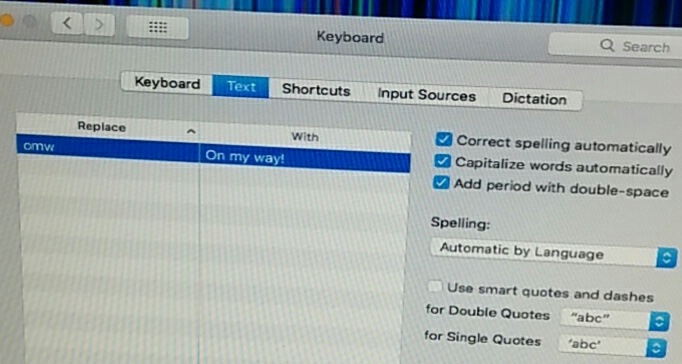 Keyboard
Search
Keyboard Text Shortcuts Input Sources Dictation
Replace With
omw On my way!
Correct spelling automatically
Capitalize words automatically
Add period with double-space
Spelling:
Automatic by Language
Use smart quotes and dashes
for Double Quotes “abc”
for Single Quotes ‘abc’